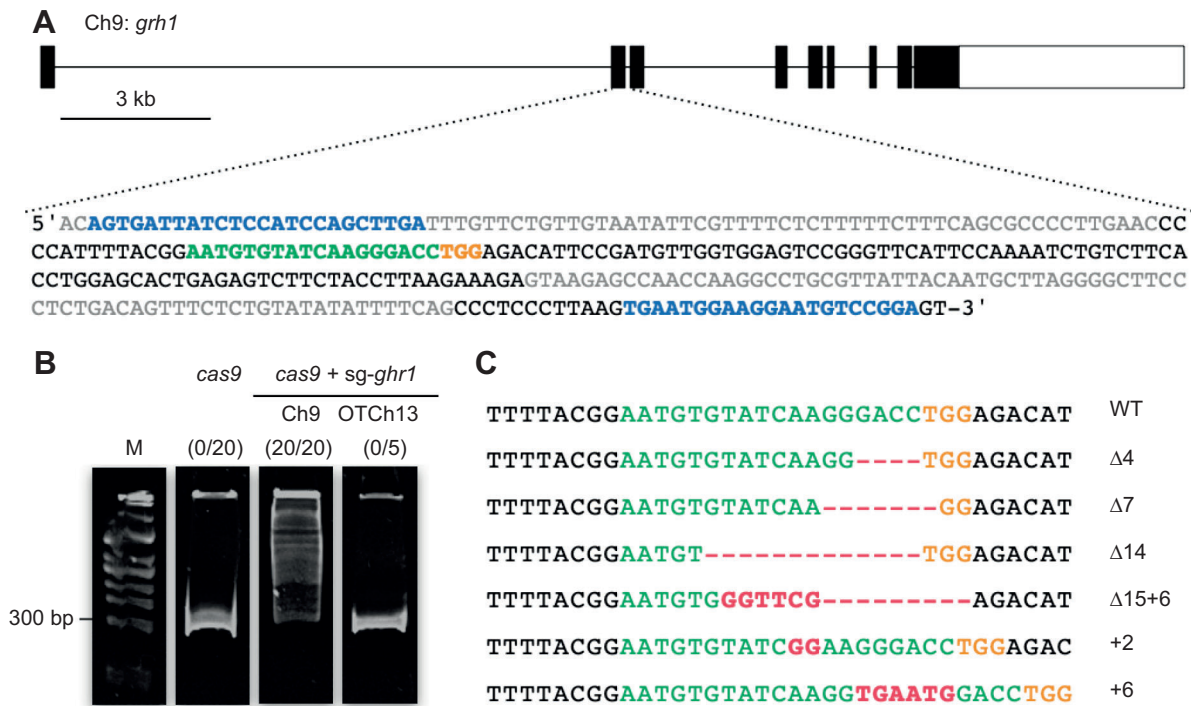 A
Ch9: grh1
3 kb
5'ACAGTGATTATCTCCATCCAGCTTGATTTGTTCTGTTGTAATATTCGTTTTCTCTTTTTCTTTCAGCGCCCCTTGAACCC
CCATTTTACGGAATGTGTATCAAGGGACCTGGAGACATTCCGATGTTGGTGGAGTCCGGGTTCATTCCAAAATCTGTCTTCA
CCTGGAGCACTGAGAGTCTTCTACCTTAAGAAAGAGTAAGAGCCAACCAAGGCCTGCGTTATTACAATGCTTAGGGGCTTCC
CTCTGACAGTTTCTCTGTATATATTTTCAGCCCTCCCTTAAGTGAATGGAAGGAATGTCCGGAGT-3'
B
cas9
cas9 + sg-ghr1
Ch9
OTCh13
M
(0/20)
(20/20)
(0/5)
300 bp
C
TTTTACGGAATGTGTATCAAGGGACCTGGAGACAT WT
TTTTACGGAATGTGTATCAAGG----TGGAGACAT Δ4
TTTTACGGAATGTGTATCAA-------GGAGACAT Δ7
TTTTACGGAATGT-------------TGGAGACAT Δ14
TTTTACGGAATGTGGGTTCG---------AGACAT Δ15+6
TTTTACGGAATGTGTATCGGAAGGGACCTGGAGAC +2
TTTTACGGAATGTGTATCAAGGTGAATGGACCTGG +6